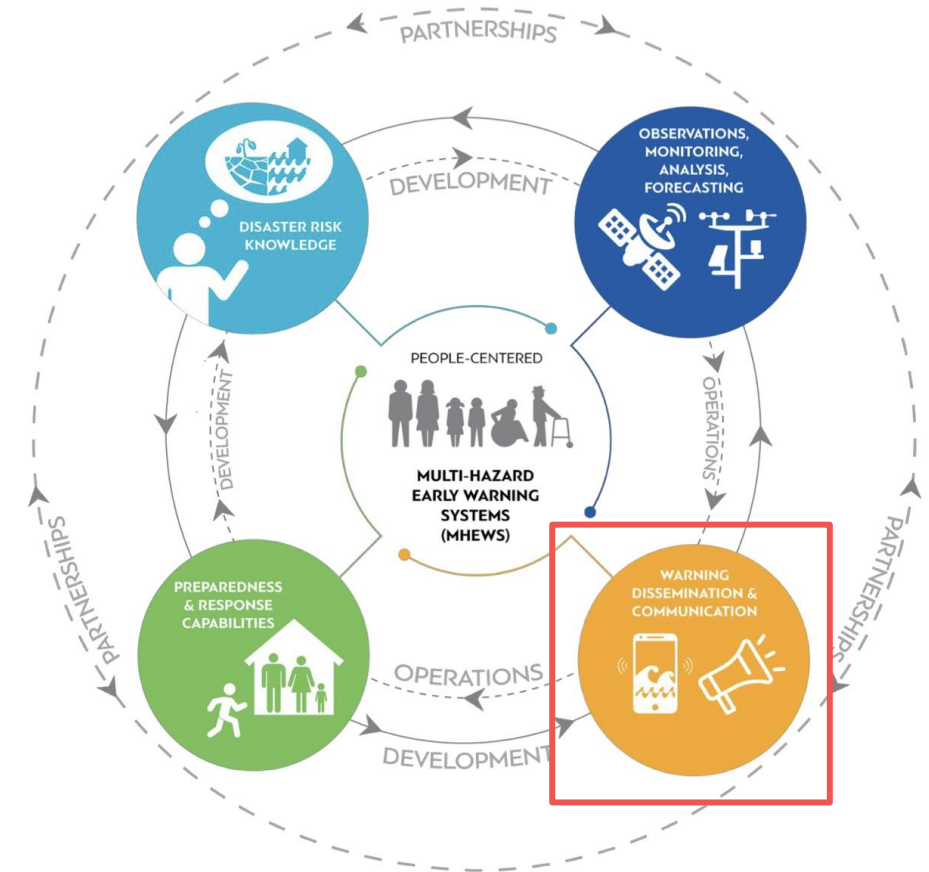 PARTNERSHIPS
DEVELOPMENT
DISASTER RISK
KNOWLEDGE
OBSERVATIONS,
MONITORING,
ANALYSIS,
FORECASTING
PEOPLE-CENTERED
MULTI-HAZARD
EARLY WARNING
SYSTEMS
(MHEWS)
DEVELOPMENT
OPERATIONS
PARTNERSHIPS
PARTNERSHIPS
PREPAREDNESS
& RESPONSE
CAPABILITIES
WARNING
DISSEMINATION &
COMMUNICATION
OPERATIONS
DEVELOPMENT